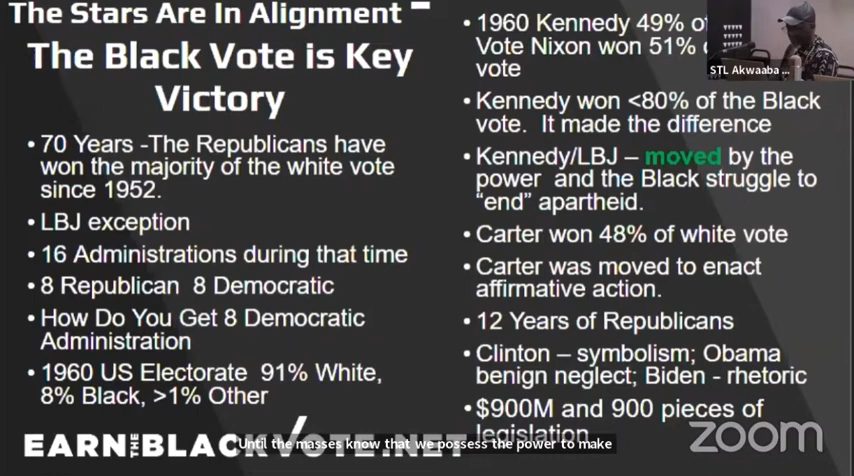 The Stars Are In Alignment -
The Black Vote is Key
Victory
• 70 Years -The Republicans have
won the majority of the white vote
since 1952.
• LBJ exception
• 16 Administrations during that time
• 8 Republican 8 Democratic
• How Do You Get 8 Democratic
Administration
• 1960 US Electorate 91% White,
8% Black, >1% Other
• 1960 Kennedy 49% of
Vote Nixon won 51%
vote
• Kennedy won <80% of the Black
vote. It made the difference
• Kennedy/LBJ – moved by the
power and the Black struggle to
“end” apartheid.
• Carter won 48% of white vote
• Carter was moved to enact
affirmative action.
• 12 Years of Republicans
• Clinton – symbolism; Obama
benign neglect; Biden - rhetoric
• $900M and 900 pieces of
legislation
STL Akwaaba ...
EARN THE BLACK VOTE.NET
Until the masses know that we possess the power to make
zoom